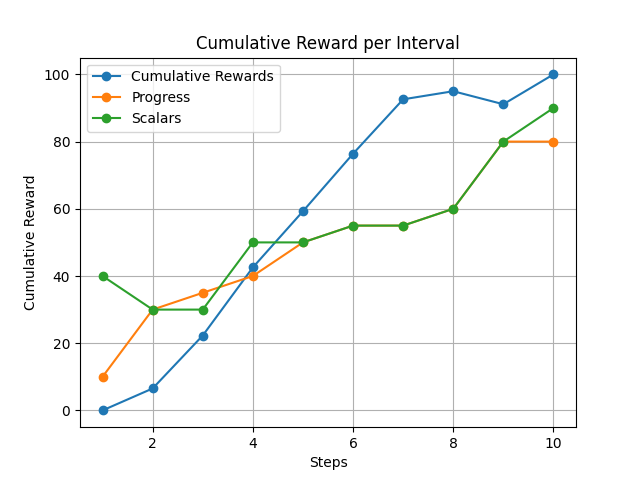 Cumulative Reward per Interval
Cumulative Rewards
Progress
Scalars
Cumulative Reward
100
80
60
40
20
0
2 4 6 8 10
Steps